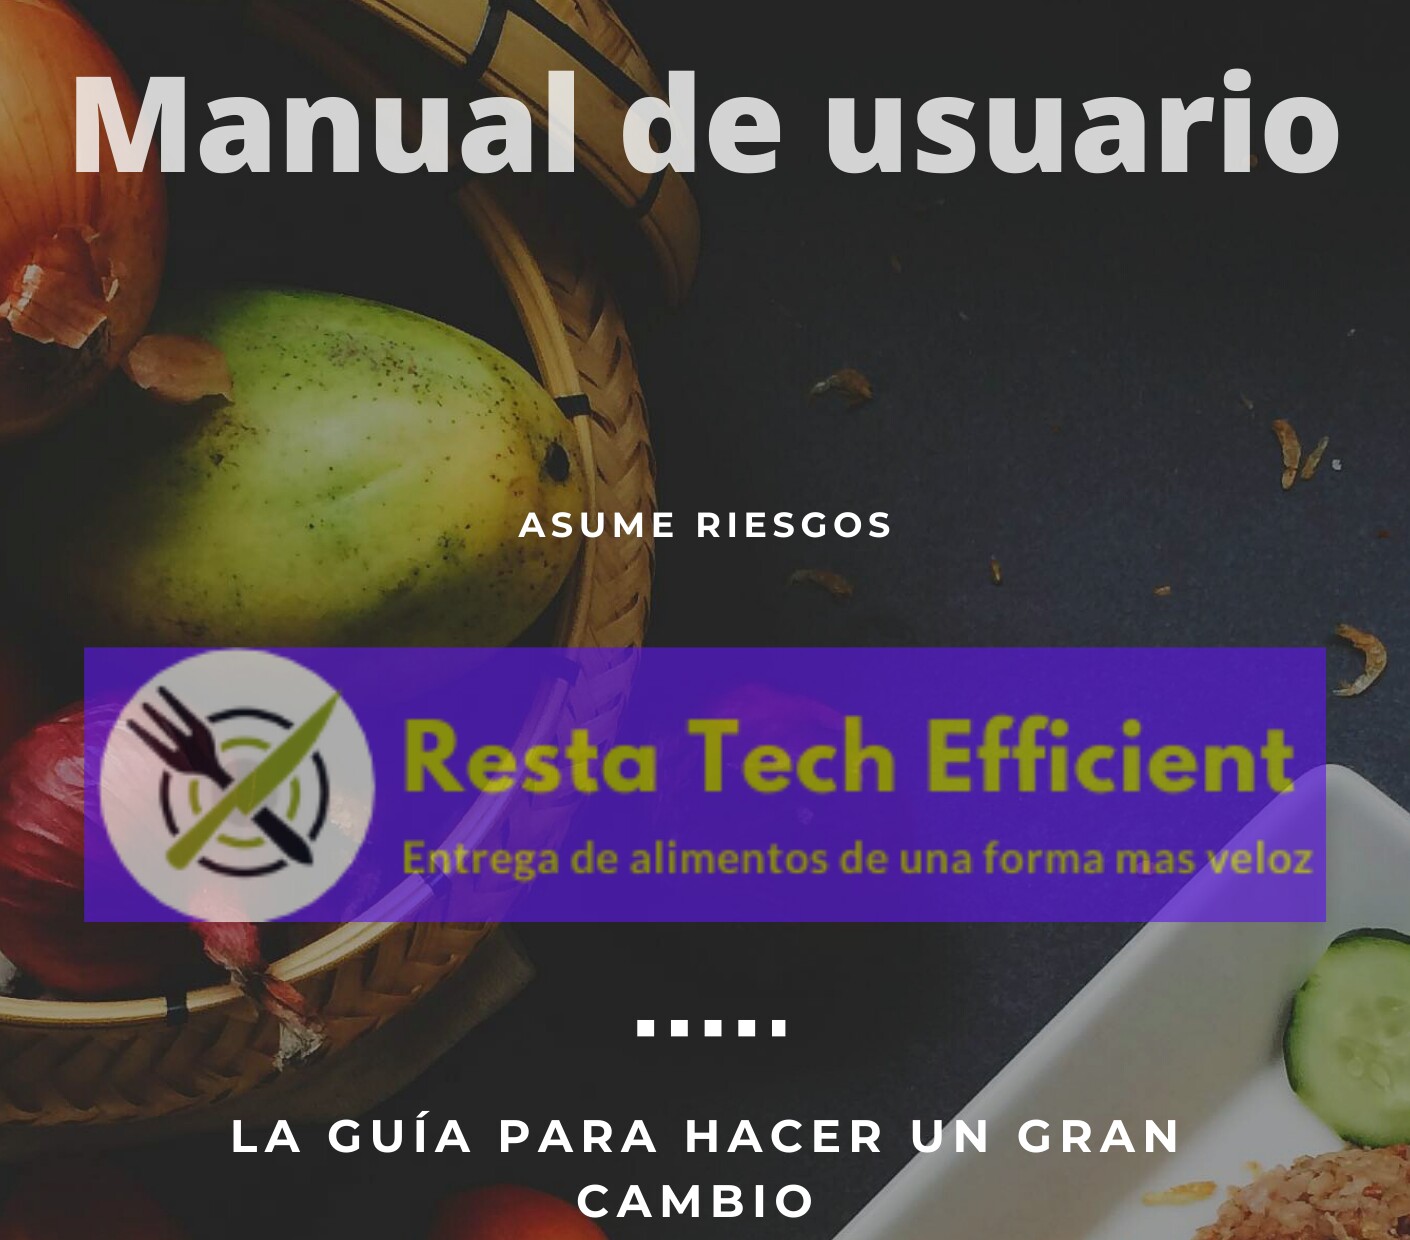 Manual de usuario
ASUME RIESGOS
Resta Tech Efficient
Entrega de alimentos de una forma mas veloz
LA GUÍA PARA HACER UN GRAN
CAMBIO